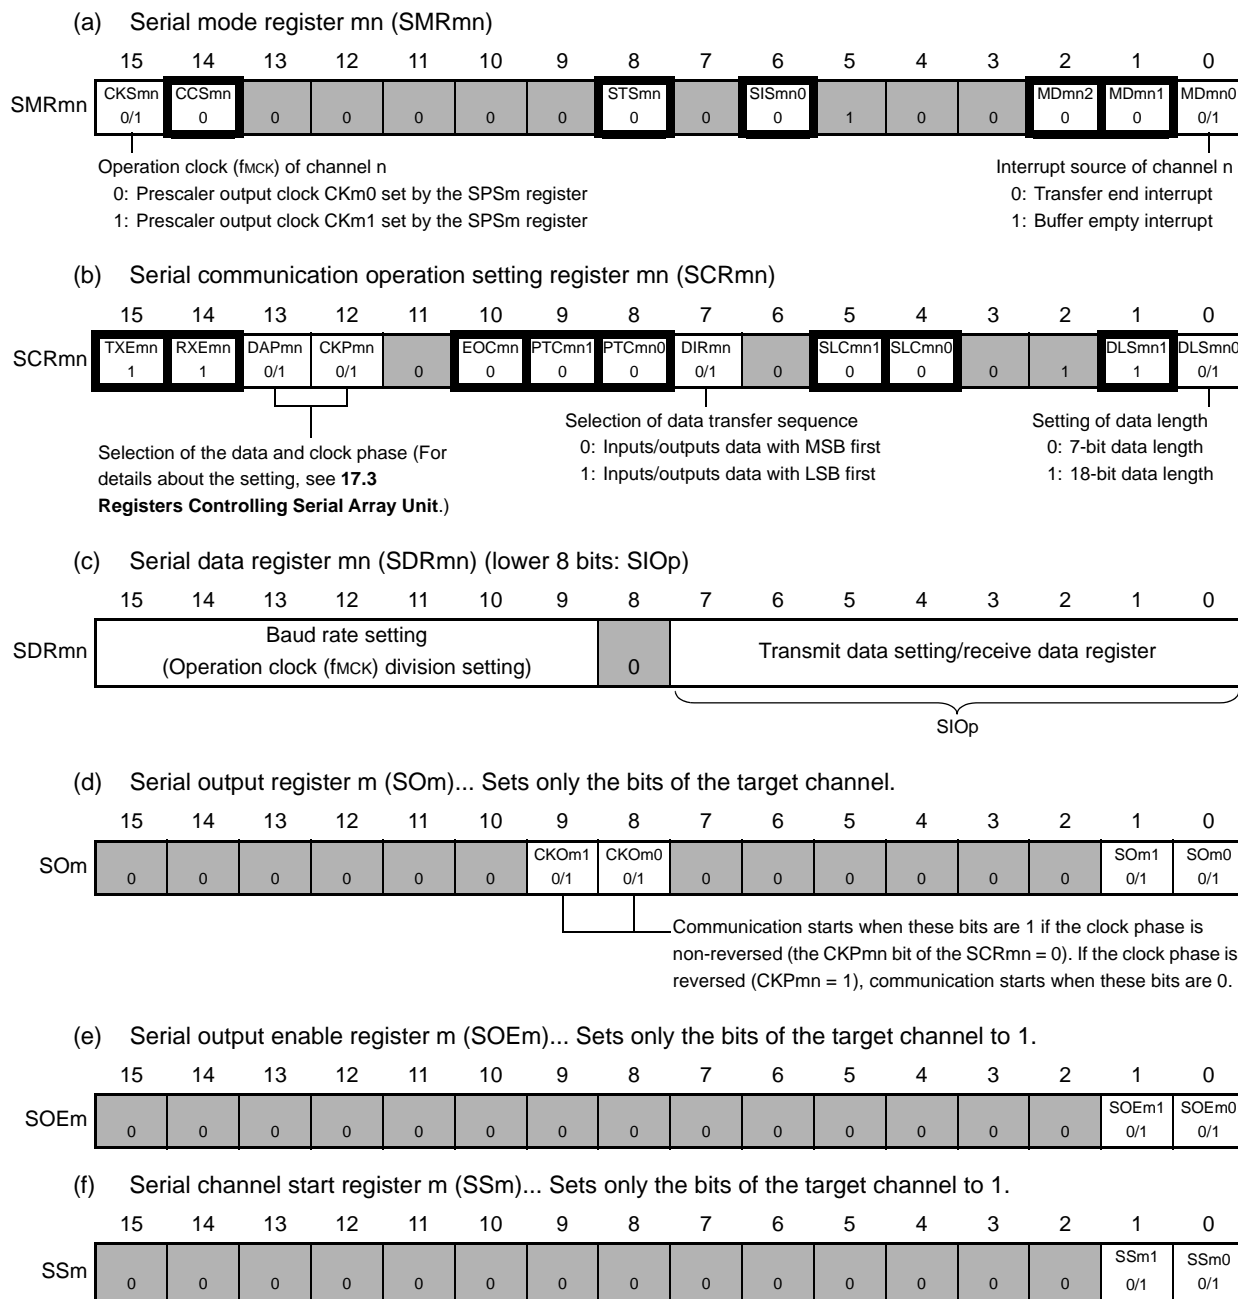 (a) Serial mode register mn (SMRmn)
15 14 13 12 11 10 9 8 7 6 5 4 3 2 1 0
SMRmn CKSmn CCSmn STSmn SISmn0 MDmn2 MDmn1 MDmn0
0/1 0 0 0 0 0 0 0 0 0 1 0 0 0 0 0/1
Operation clock (fMCK) of channel n
0: Prescaler output clock CKm0 set by the SPSm register
1: Prescaler output clock CKm1 set by the SPSm register
Interrupt source of channel n
0: Transfer end interrupt
1: Buffer empty interrupt
(b) Serial communication operation setting register mn (SCRmn)
15 14 13 12 11 10 9 8 7 6 5 4 3 2 1 0
SCRmn TXEmn RXEmn DAPmn CKPmn EOCmn PTCmn1 PTCmn0 DIRmn SLCmn1 SLCmn0 DLSmn1 DLSmn0
1 1 0/1 0/1 0 0 0 0 0/1 0 0 0 0 1 1 0/1
Selection of the data and clock phase (For
details about the setting, see 17.3
Registers Controlling Serial Array Unit.)
Selection of data transfer sequence
0: Inputs/outputs data with MSB first
1: Inputs/outputs data with LSB first
Setting of data length
0: 7-bit data length
1: 18-bit data length
(c) Serial data register mn (SDRmn) (lower 8 bits: SIOp)
15 14 13 12 11 10 9 8 7 6 5 4 3 2 1 0
SDRmn
Baud rate setting
(Operation clock (fMCK) division setting)
0
Transmit data setting/receive data register
SIOp
(d) Serial output register m (SOm)... Sets only the bits of the target channel.
15 14 13 12 11 10 9 8 7 6 5 4 3 2 1 0
SOm CKOm1 CKOm0 SOm1 SOm0
0 0 0 0 0 0 0/1 0/1 0 0 0 0 0 0 0/1 0/1
Communication starts when these bits are 1 if the clock phase is
non-reversed (the CKPmn bit of the SCRmn = 0). If the clock phase is
reversed (CKPmn = 1), communication starts when these bits are 0.
(e) Serial output enable register m (SOEm)... Sets only the bits of the target channel to 1.
15 14 13 12 11 10 9 8 7 6 5 4 3 2 1 0
SOEm SOEm1 SOEm0
0 0 0 0 0 0 0 0 0 0 0 0 0 0 0/1 0/1
(f) Serial channel start register m (SSm)... Sets only the bits of the target channel to 1.
15 14 13 12 11 10 9 8 7 6 5 4 3 2 1 0
SSm SSm1 SSm0
0 0 0 0 0 0 0 0 0 0 0 0 0 0 0/1 0/1